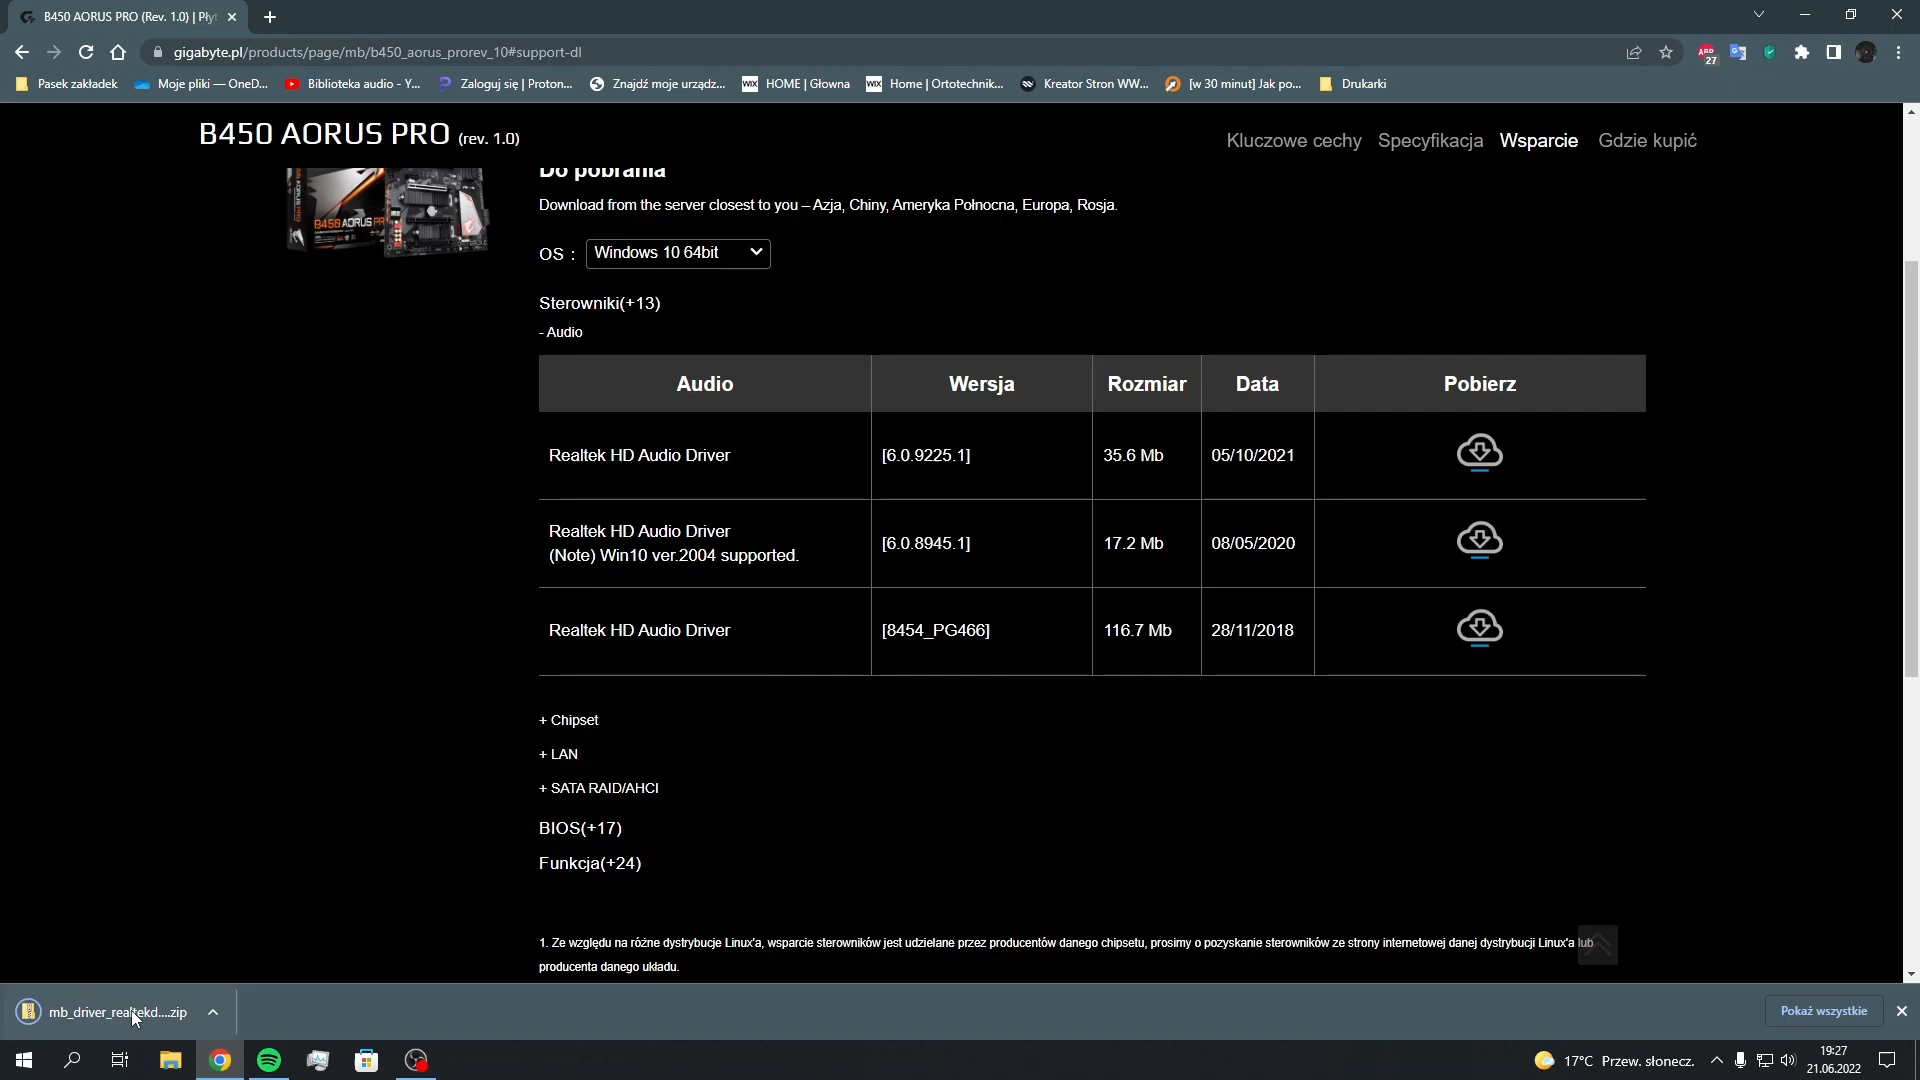 B450 AORUS PRO (Rev. 1.0) | Płyt
gigabyte.pl/products/page/mb/b450_aorus_prorev_10#support-dl
27
Pasek zakładek
Moje pliki — OneD...
Biblioteka audio - Y...
Zaloguj się | Proton...
Znajdź moje urządz...
WIX HOME | Głowna
WIX Home | Ortotechnik...
Kreator Stron WW...
[w 30 minut] Jak po...
Drukarki
B450 AORUS PRO (rev. 1.0)
Kluczowe cechy
Specyfikacja
Wsparcie
Gdzie kupić
Do pobrania
Download from the server closest to you – Azja, Chiny, Ameryka Północna, Europa, Rosja.
OS : Windows 10 64bit
Sterowniki(+13)
- Audio
Audio Wersja Rozmiar Data Pobierz
Realtek HD Audio Driver [6.0.9225.1] 35.6 Mb 05/10/2021
Realtek HD Audio Driver
(Note) Win10 ver.2004 supported. [6.0.8945.1] 17.2 Mb 08/05/2020
Realtek HD Audio Driver [8454_PG466] 116.7 Mb 28/11/2018
+ Chipset
+ LAN
+ SATA RAID/AHCI
BIOS(+17)
Funkcja(+24)
1. Ze względu na różne dystrybucje Linux'a, wsparcie sterowników jest udzielane przez producentów danego chipsetu, prosimy o pozyskanie sterowników ze strony internetowej danej dystrybucji Linux'a lub
producenta danego układu.
mb_driver_realtekd....zip
Pokaż wszystkie
17°C Przew. słonecz.
19:27
21.06.2022